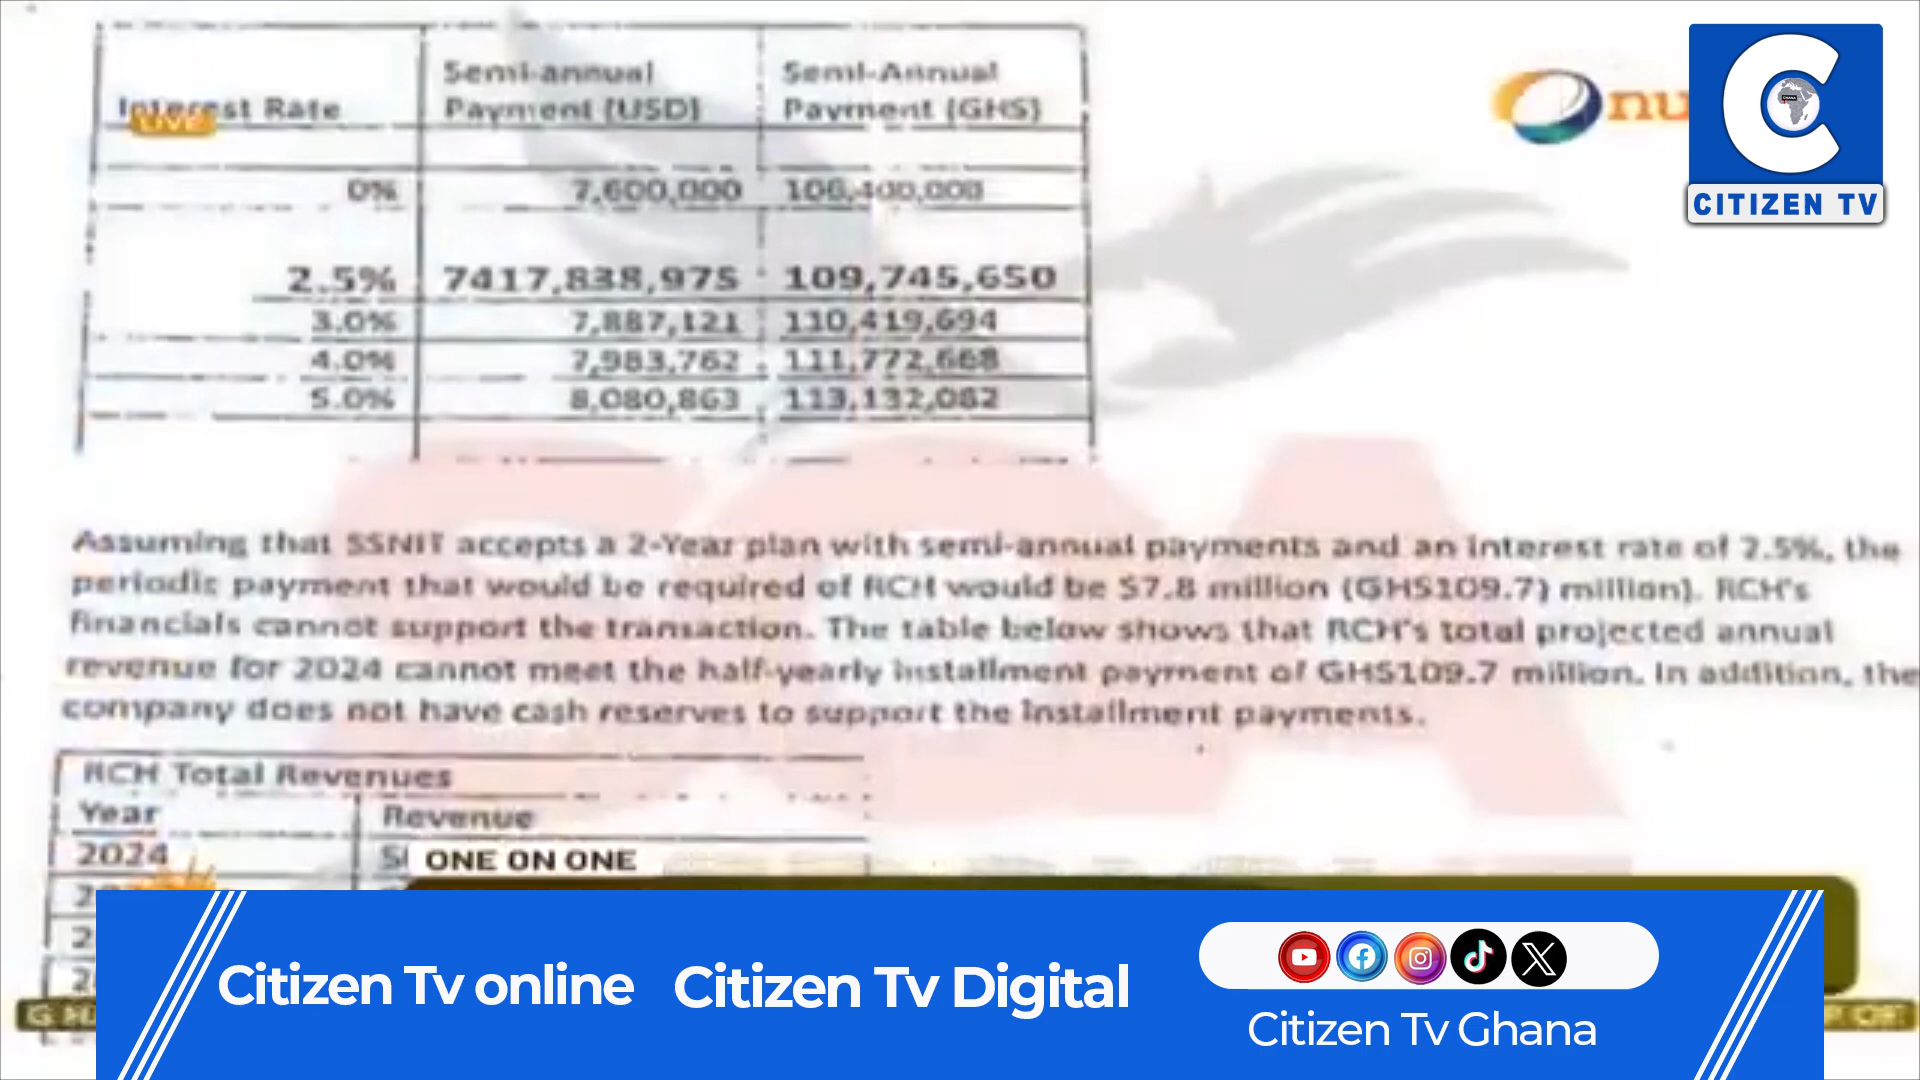 Interest Rate
Semi-annual
Payment (USD)
Semi-Annual
Payment (GHS)
LIVE
0% 7,600,000 106,400,000
2.5% 7417,838,975 109,745,650
3.0% 7,887,121 110,419,694
4.0% 7,983,762 111,772,668
5.0% 8,080,863 113,132,082
nu
CITIZEN TV
Assuming that SSNIT accepts a 2-Year plan with semi-annual payments and an interest rate of 2.5%, the
periodic payment that would be required of RCH would be $7.8 million (GHS109.7) million). RCH's
financials cannot support the transaction. The table below shows that RCH's total projected annual
revenue for 2024 cannot meet the half-yearly installment payment of GHS109.7 million. In addition, the
company does not have cash reserves to support the installment payments.
RCH Total Revenues
Year Revenue
2024
ONE ON ONE
Citizen Tv online Citizen Tv Digital
Citizen Tv Ghana